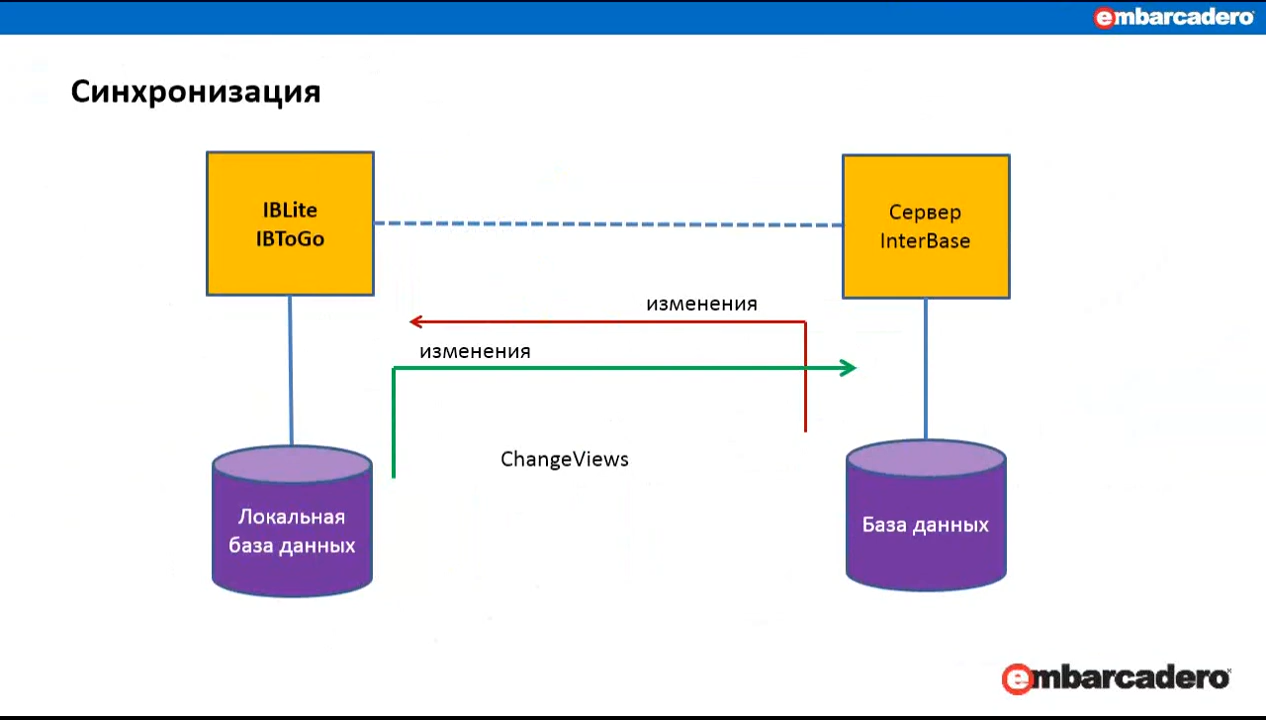 embarcadero
Синхронизация
IBLite
IBToGo
Сервер
InterBase
изменения
изменения
ChangeViews
Локальная
база данных
База данных
embarcadero